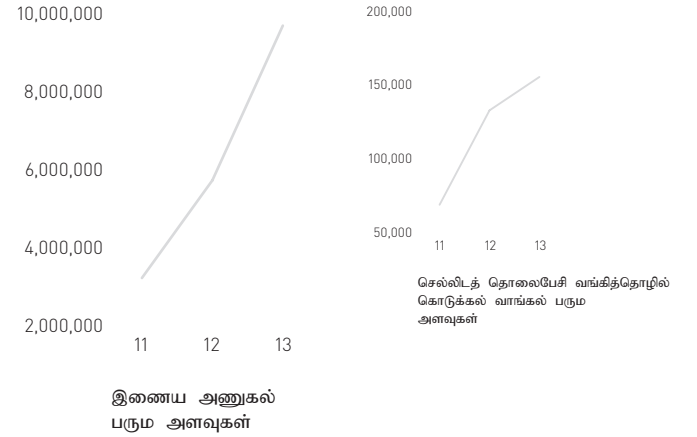 10,000,000
8,000,000
6,000,000
4,000,000
2,000,000
11 12 13
இணைய அணுகல்
பரும அளவுகள்
200,000
150,000
100,000
50,000
11 12 13
செல்லிடத் தொலைபேசி வங்கித்தொழில்
கொடுக்கல் வாங்கல் பரும
அளவுகள்